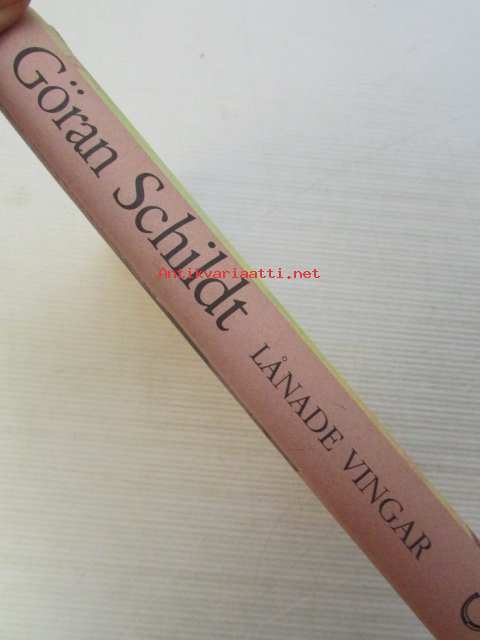 Göran Schildt
LÅNADE VINGAR
Antikvariaatti.net